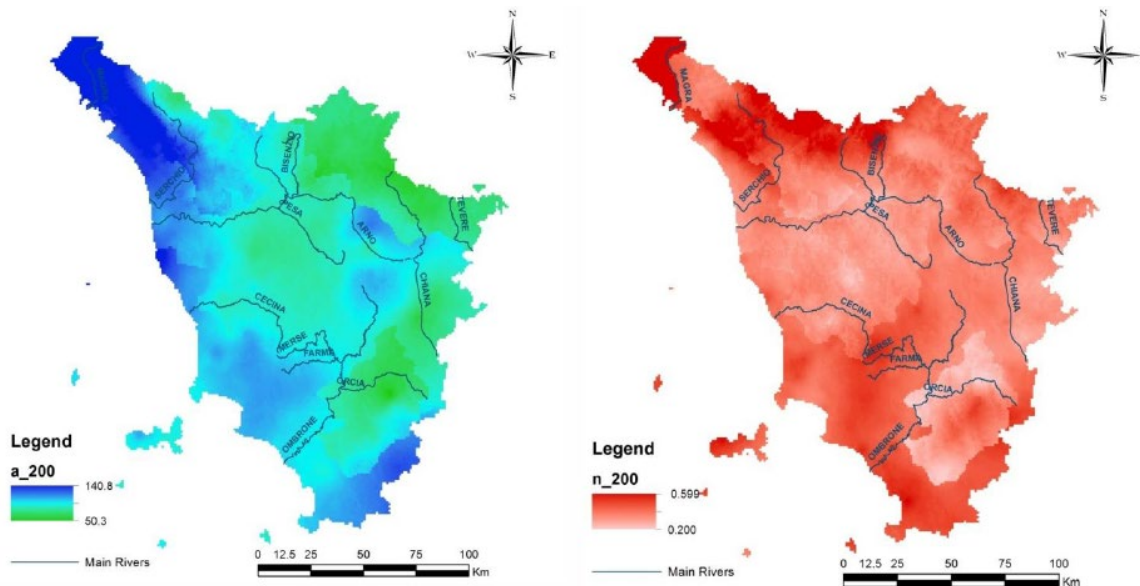 N
W E
S
MAGRA
SERCHIO
BISENZIO
PESA
ARNO
TEVERE
CHIANA
CECINA
MERSE
FARMA
ORCIA
OMBRONE
Legend
a_200
140.8
50.3
Main Rivers
0 12.5 25 50 75 100
Km
N
W E
S
MAGRA
SERCHIO
BISENZIO
PESA
ARNO
TEVERE
CHIANA
CECINA
MERSE
FARMA
ORCIA
OMBRONE
Legend
n_200
0.599
0.200
Main Rivers
0 12.5 25 50 75 100
Km